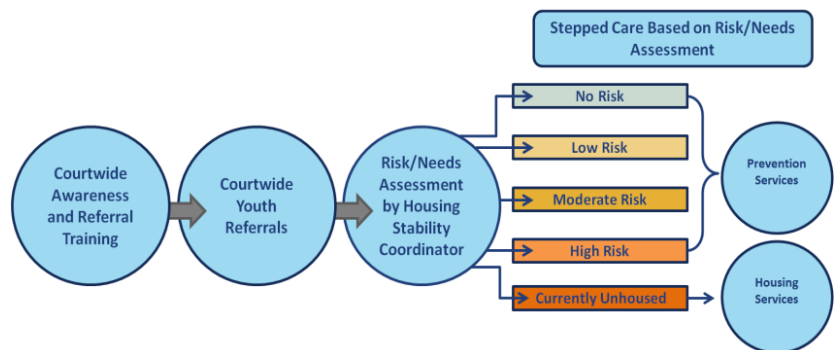 Stepped Care Based on Risk/Needs
Assessment
Courtwide
Awareness
and Referral
Training
Courtwide
Youth
Referrals
Risk/Needs
Assessment
by Housing
Stability
Coordinator
No Risk
Low Risk
Moderate Risk
High Risk
Currently Unhoused
Prevention
Services
Housing
Services